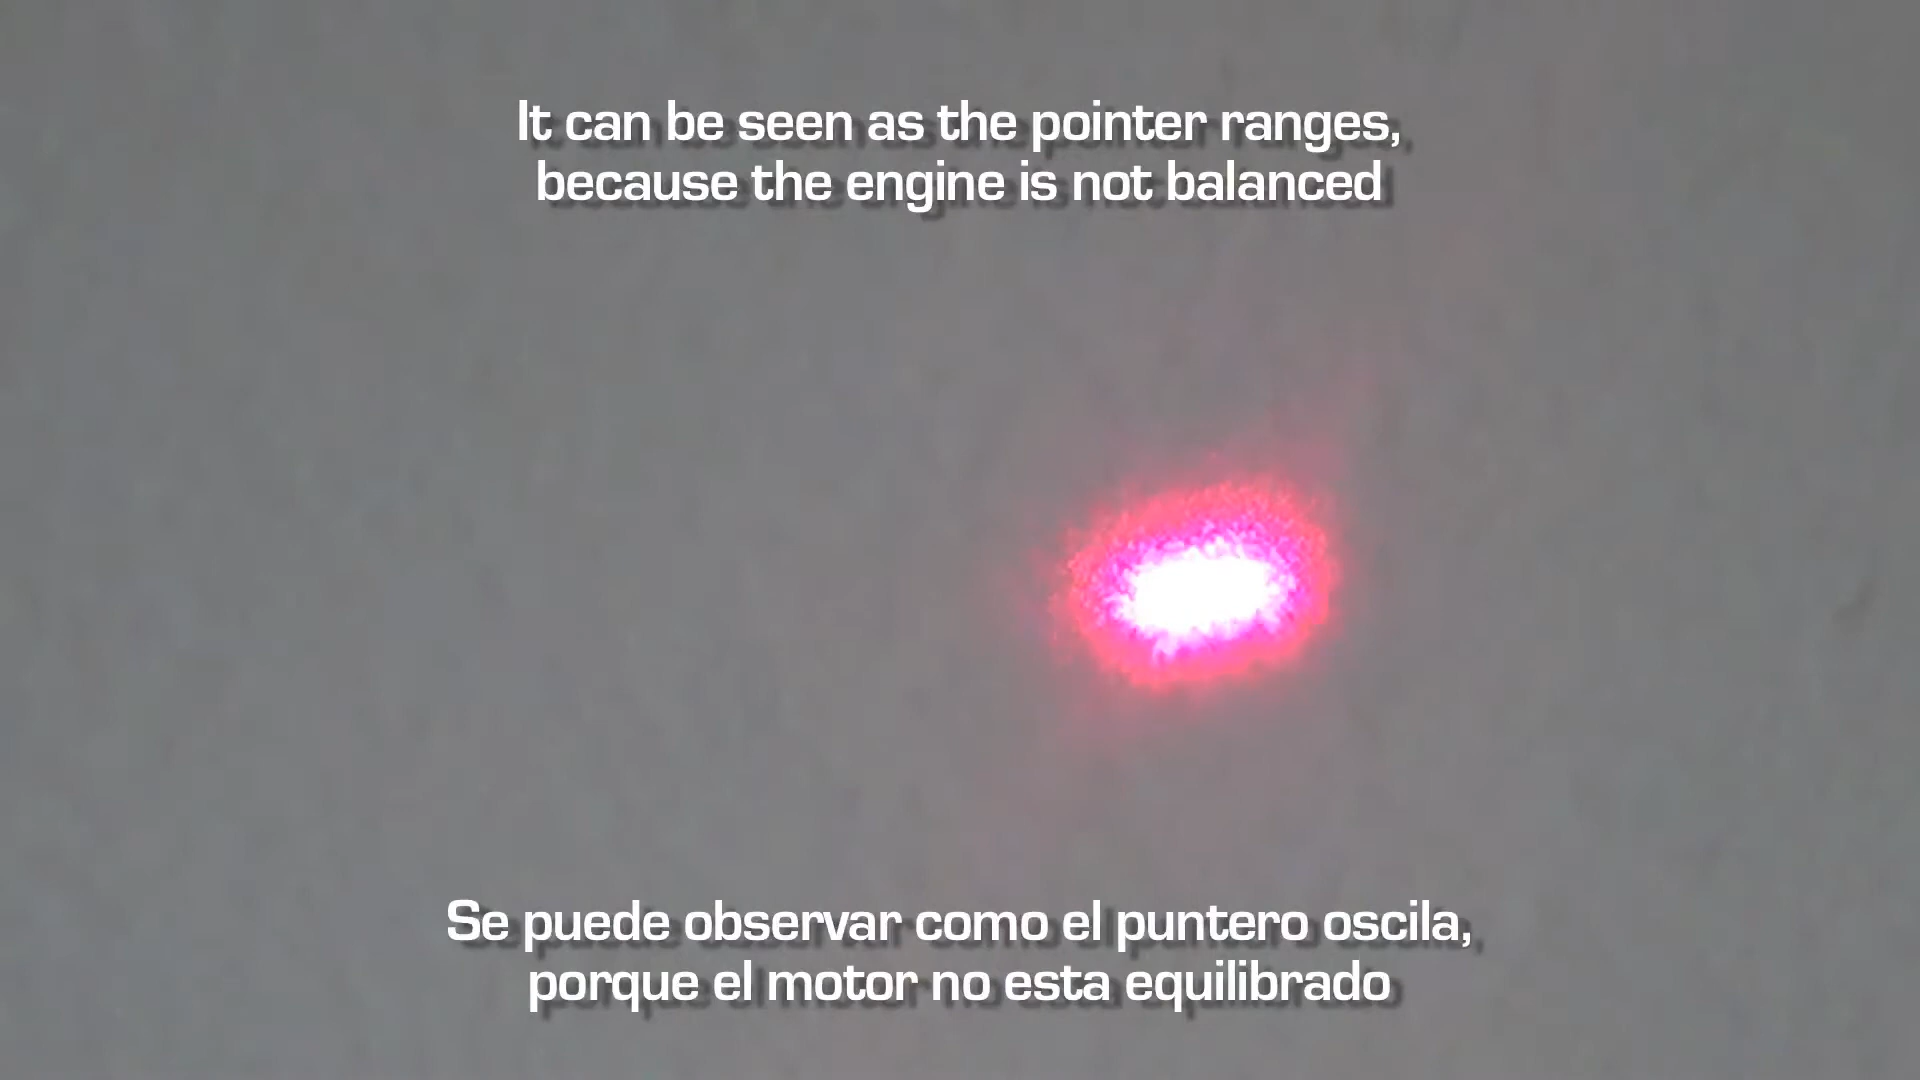 It can be seen as the pointer ranges,
because the engine is not balanced
Se puede observar como el puntero oscila,
porque el motor no esta equilibrado